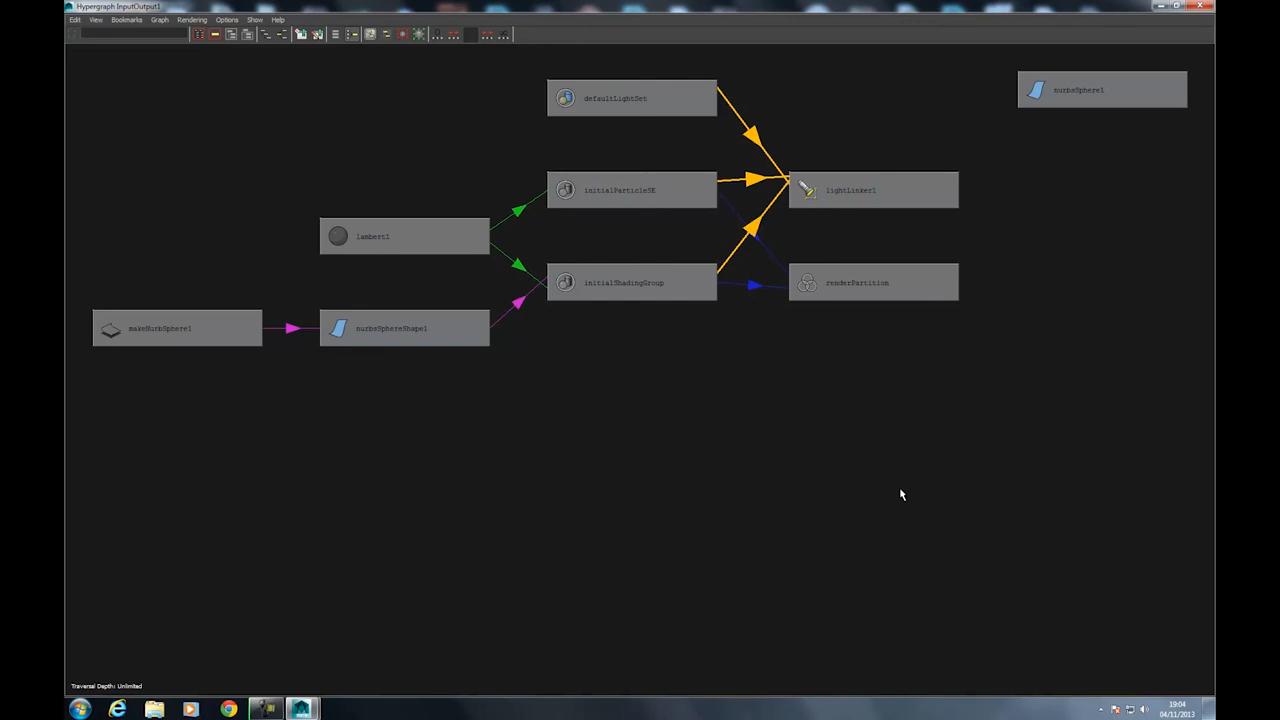 Hypergraph InputOutput1
Edit View Bookmarks Graph Rendering Options Show Help
defaultLightSet
nurbsSphere1
initialParticleSE
lightLinker1
lambert1
initialShadingGroup
renderPartition
makeNurbSphere1
nurbsSphereShape1
Traversal Depth: Unlimited
19:04
04/11/2013